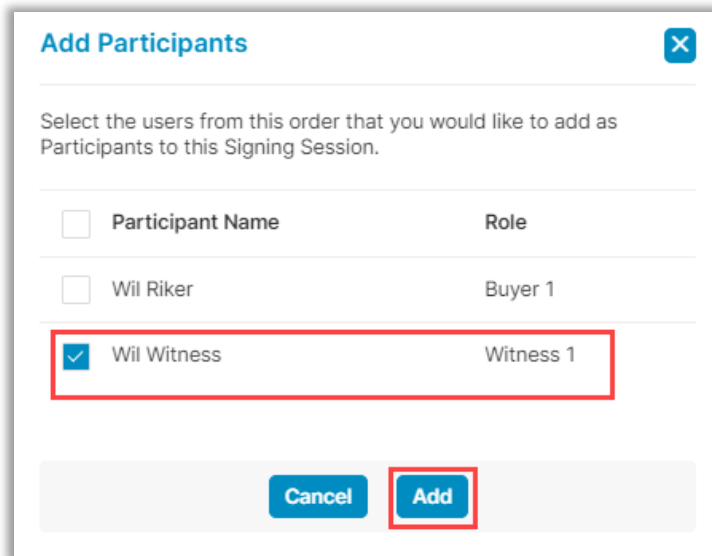 Add Participants
Select the users from this order that you would like to add as
Participants to this Signing Session.
Participant Name Role
Wil Riker Buyer 1
Wil Witness Witness 1
Cancel Add